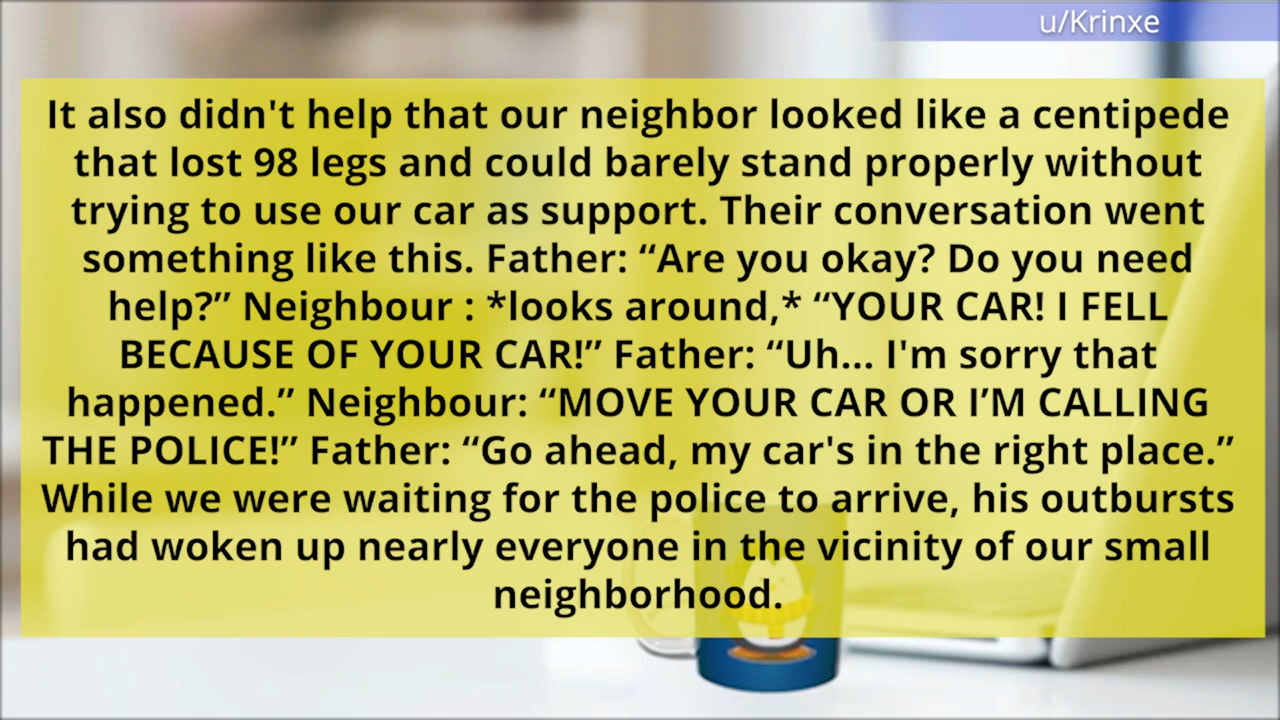 u/Krinxe
It also didn't help that our neighbor looked like a centipede
that lost 98 legs and could barely stand properly without
trying to use our car as support. Their conversation went
something like this. Father: “Are you okay? Do you need
help?” Neighbour : *looks around,* “YOUR CAR! I FELL
BECAUSE OF YOUR CAR!” Father: “Uh... I'm sorry that
happened.” Neighbour: “MOVE YOUR CAR OR I’M CALLING
THE POLICE!” Father: “Go ahead, my car's in the right place.”
While we were waiting for the police to arrive, his outbursts
had woken up nearly everyone in the vicinity of our small
neighborhood.